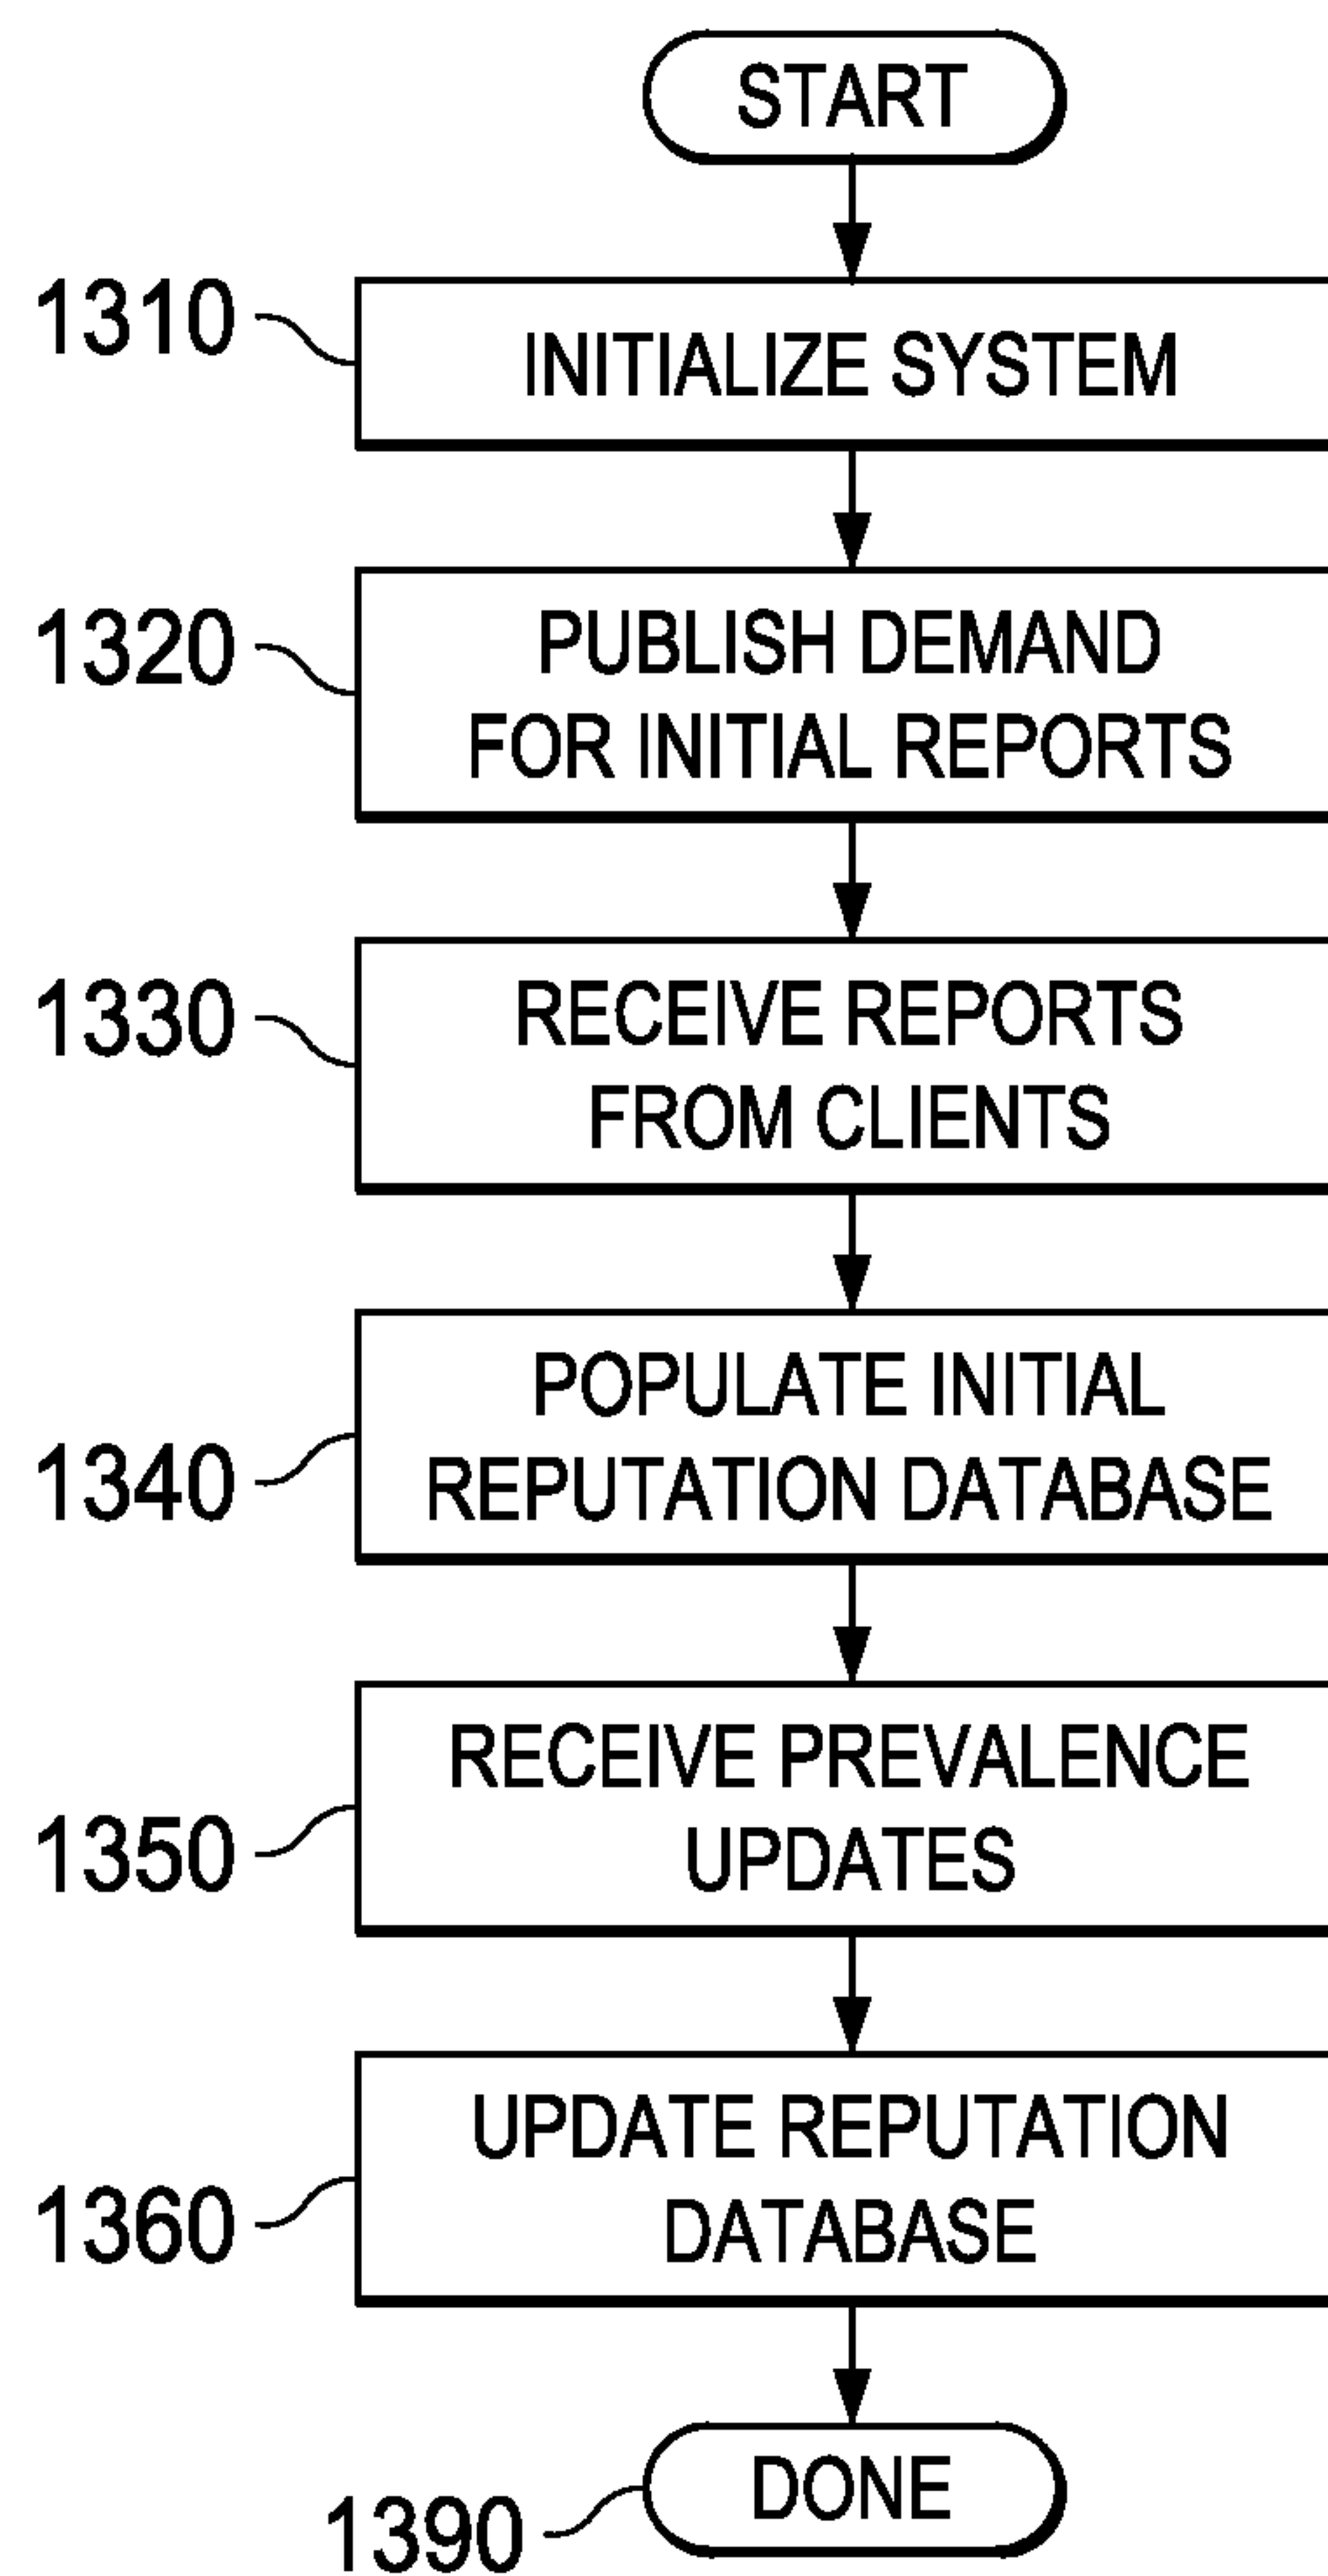 START
1310
INITIALIZE SYSTEM
1320
PUBLISH DEMAND
FOR INITIAL REPORTS
1330
RECEIVE REPORTS
FROM CLIENTS
1340
POPULATE INITIAL
REPUTATION DATABASE
1350
RECEIVE PREVALENCE
UPDATES
1360
UPDATE REPUTATION
DATABASE
1390
DONE